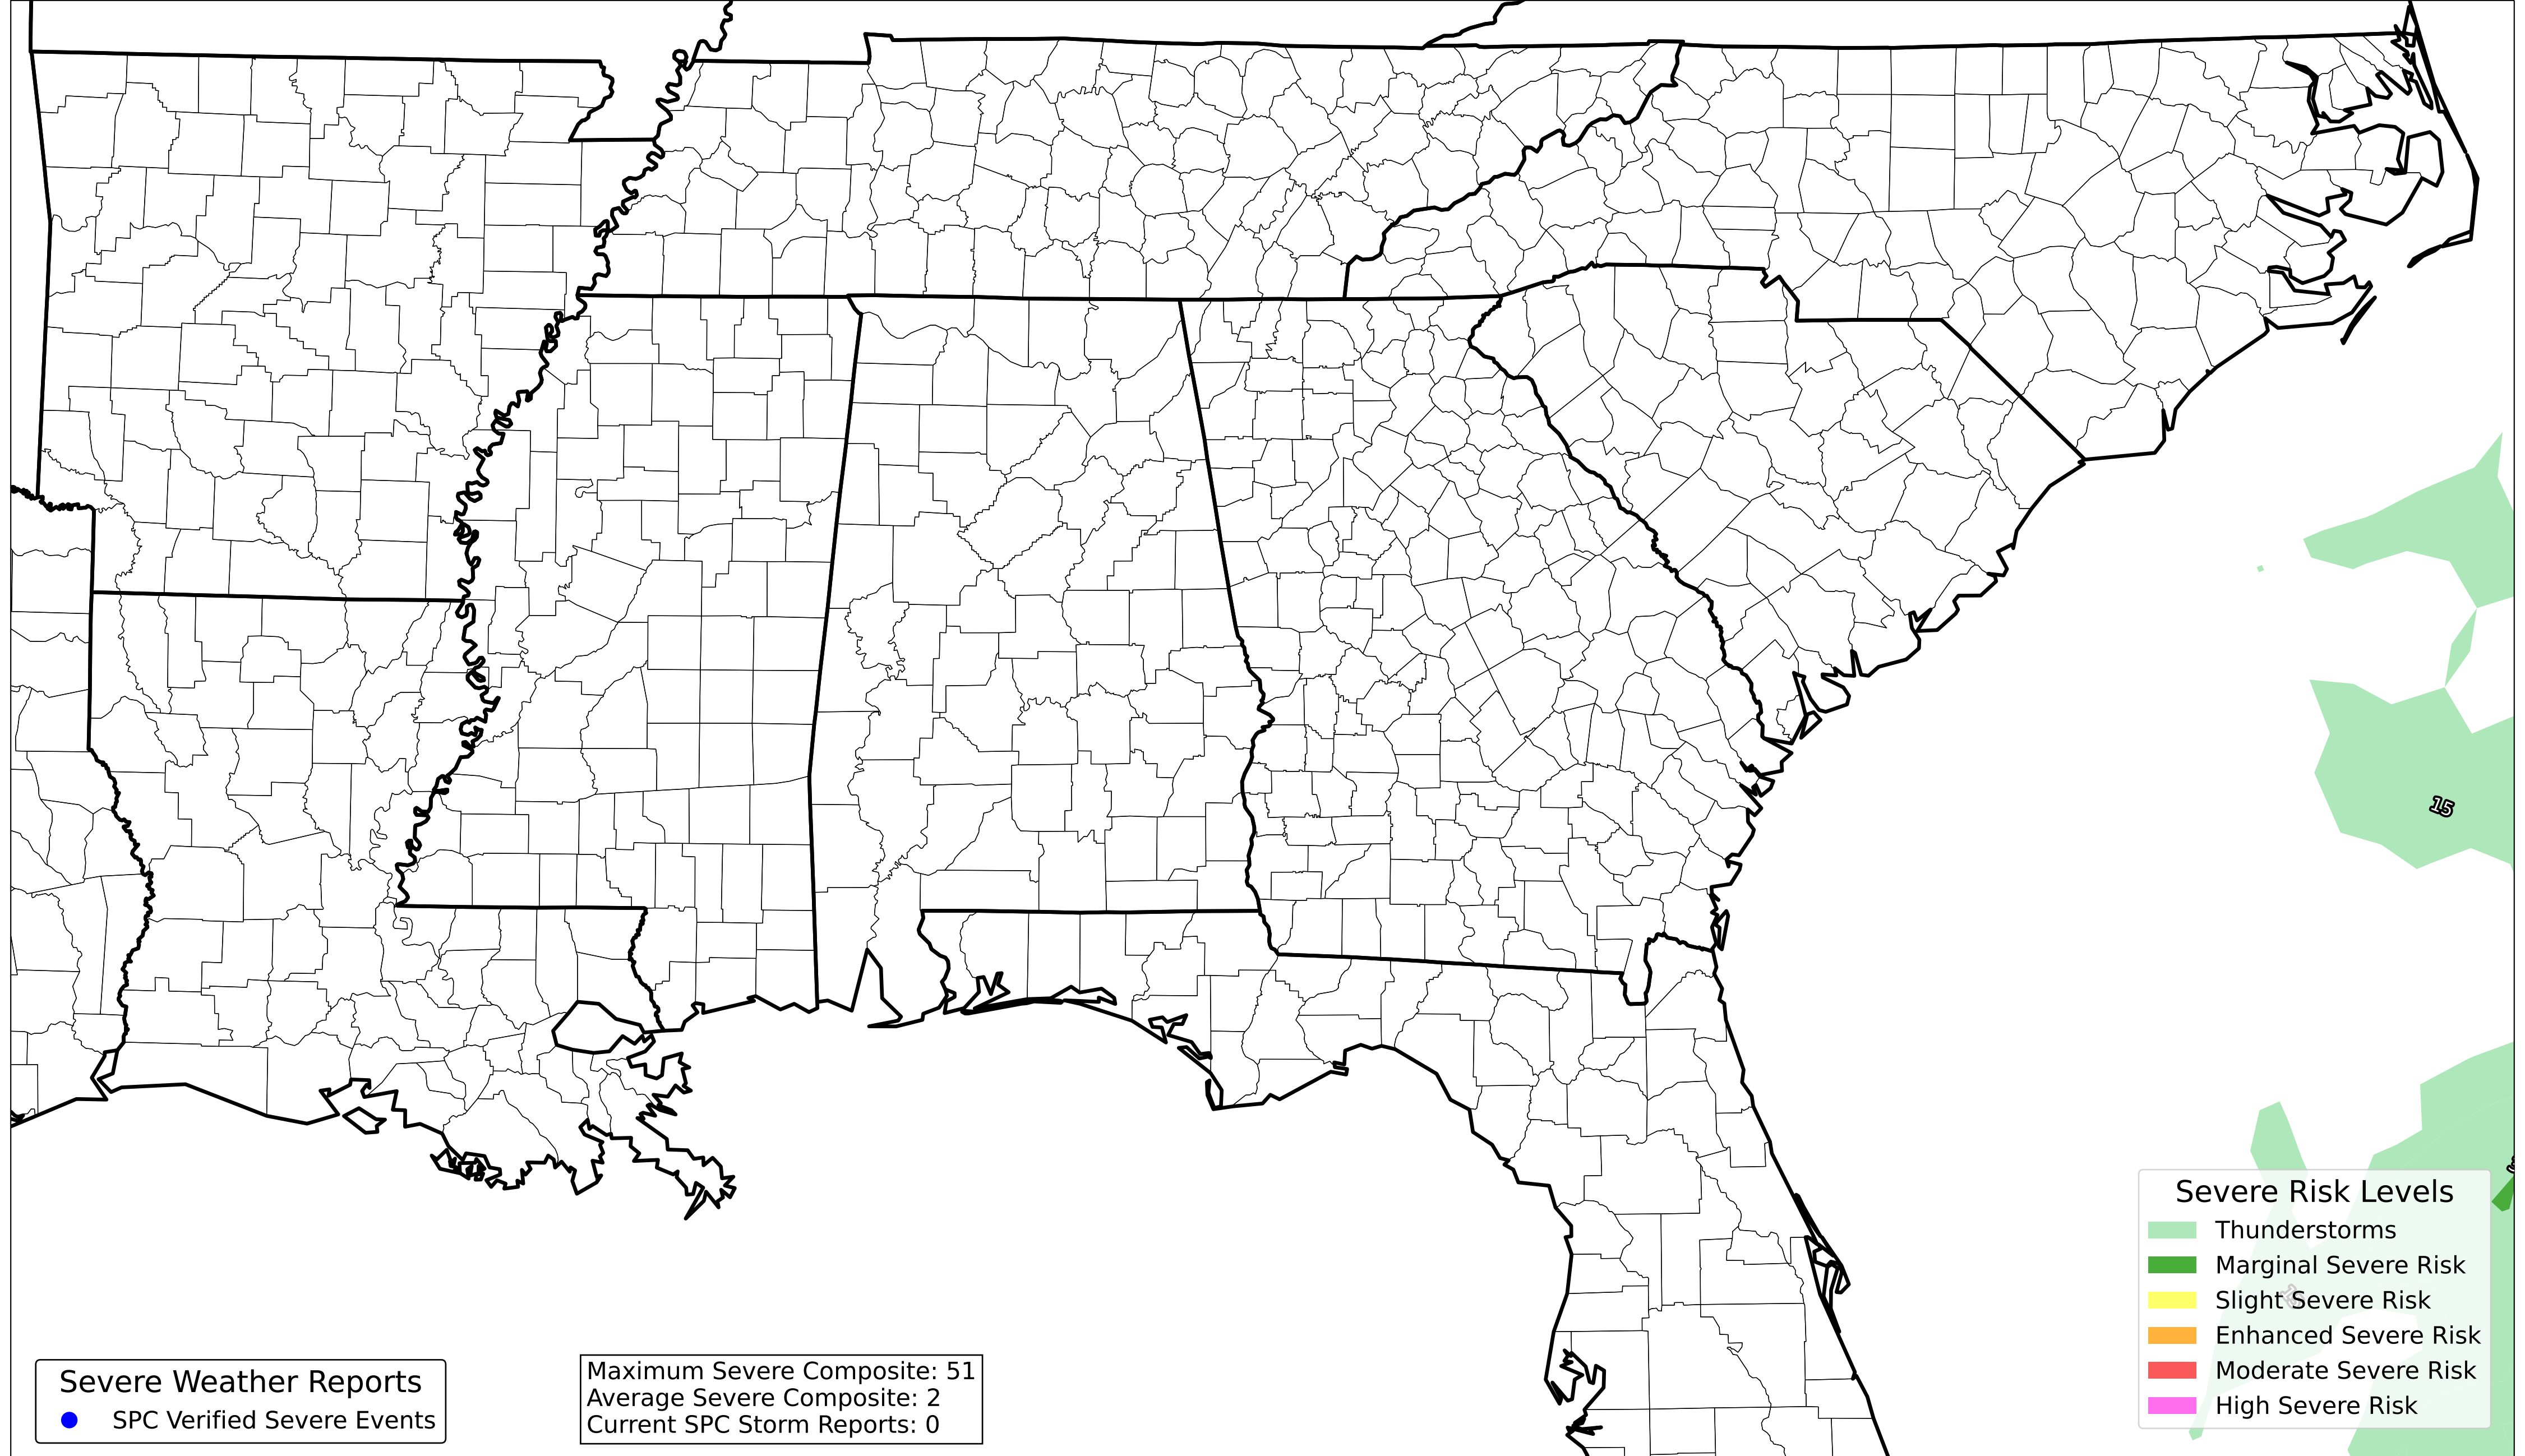 15
Severe Risk Levels
Thunderstorms
Marginal Severe Risk
Slight Severe Risk
Enhanced Severe Risk
Moderate Severe Risk
High Severe Risk
Severe Weather Reports
SPC Verified Severe Events
Maximum Severe Composite: 51
Average Severe Composite: 2
Current SPC Storm Reports: 0